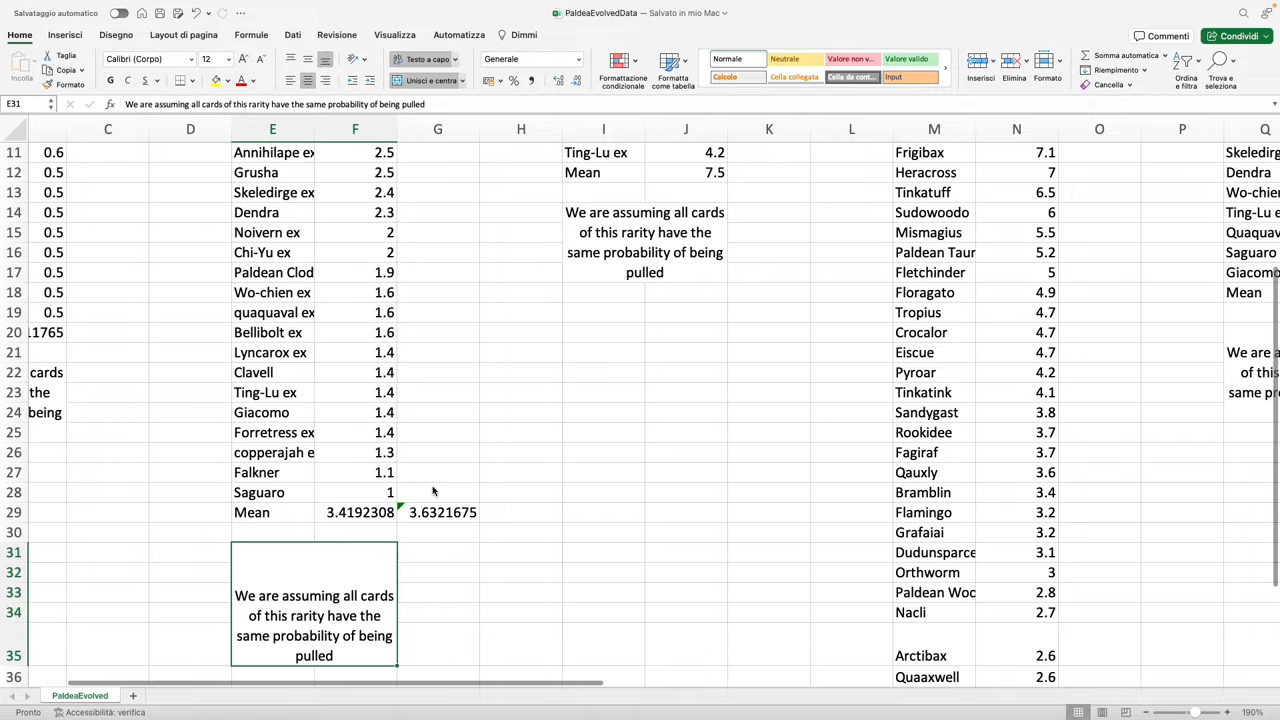 Salvataggio automatico
PaldeaEvolvedData — Salvato in mio Mac
Home Inserisci Disegno Layout di pagina Formule Dati Revisione Visualizza Automatizza Dimmi
Commenti Condividi
Incolla
Taglia
Copia
Formato
Calibri (Corpo) 12
G C S
Testo a capo
Unisci e centra
Generale
Formattazione condizionale
Formatta come tabella
Normale Neutrale Valore non v... Valore valido
Calcolo Cella collegata Cella da cont... Input
Inserisci Elimina Formato
Somma automatica
Riempimento
Cancella
Ordina e filtra
Trova e seleziona
E31 fx We are assuming all cards of this rarity have the same probability of being pulled
C D E F G H I J K L M N O P Q
11 0.6 Annihilape ex 2.5 Ting-Lu ex 4.2 Frigibax 7.1 Skeledirge
12 0.5 Grusha 2.5 Mean 7.5 Heracross 7 Dendra
13 0.5 Skeledirge ex 2.4 Tinkatuff 6.5 Wo-chien
14 0.5 Dendra 2.3 We are assuming all cards Sudowoodo 6 Ting-Lu e
15 0.5 Noivern ex 2 of this rarity have the Mismagius 5.5 Quaquav
16 0.5 Chi-Yu ex 2 same probability of being Paldean Taur 5.2 Saguaro
17 0.5 Paldean Clod 1.9 pulled Fletchinder 5 Giacomo
18 0.5 Wo-chien ex 1.6 Floragato 4.9 Mean
19 0.5 quaquaval ex 1.6 Tropius 4.7
20 11765 Bellibolt ex 1.6 Crocalor 4.7
21 Lyncarox ex 1.4 Eiscue 4.7 We are a
22 cards Clavell 1.4 Pyroar 4.2 of this
23 the Ting-Lu ex 1.4 Tinkatink 4.1 same pr
24 being Giacomo 1.4 Sandygast 3.8
25 Forretress ex 1.4 Rookidee 3.7
26 copperajah e 1.3 Fagiraf 3.7
27 Falkner 1.1 Qauxly 3.6
28 Saguaro 1 Bramblin 3.4
29 Mean 3.4192308 3.6321675 Flamingo 3.2
30 Grafaiai 3.2
31 Dudunsparce 3.1
32 Orthworm 3
33 We are assuming all cards Paldean Woo 2.8
34 of this rarity have the Nacli 2.7
same probability of being
35 pulled Arctibax 2.6
36 Quaaxwell 2.6
PaldeaEvolved
Pronto Accessibilità: verifica 190%